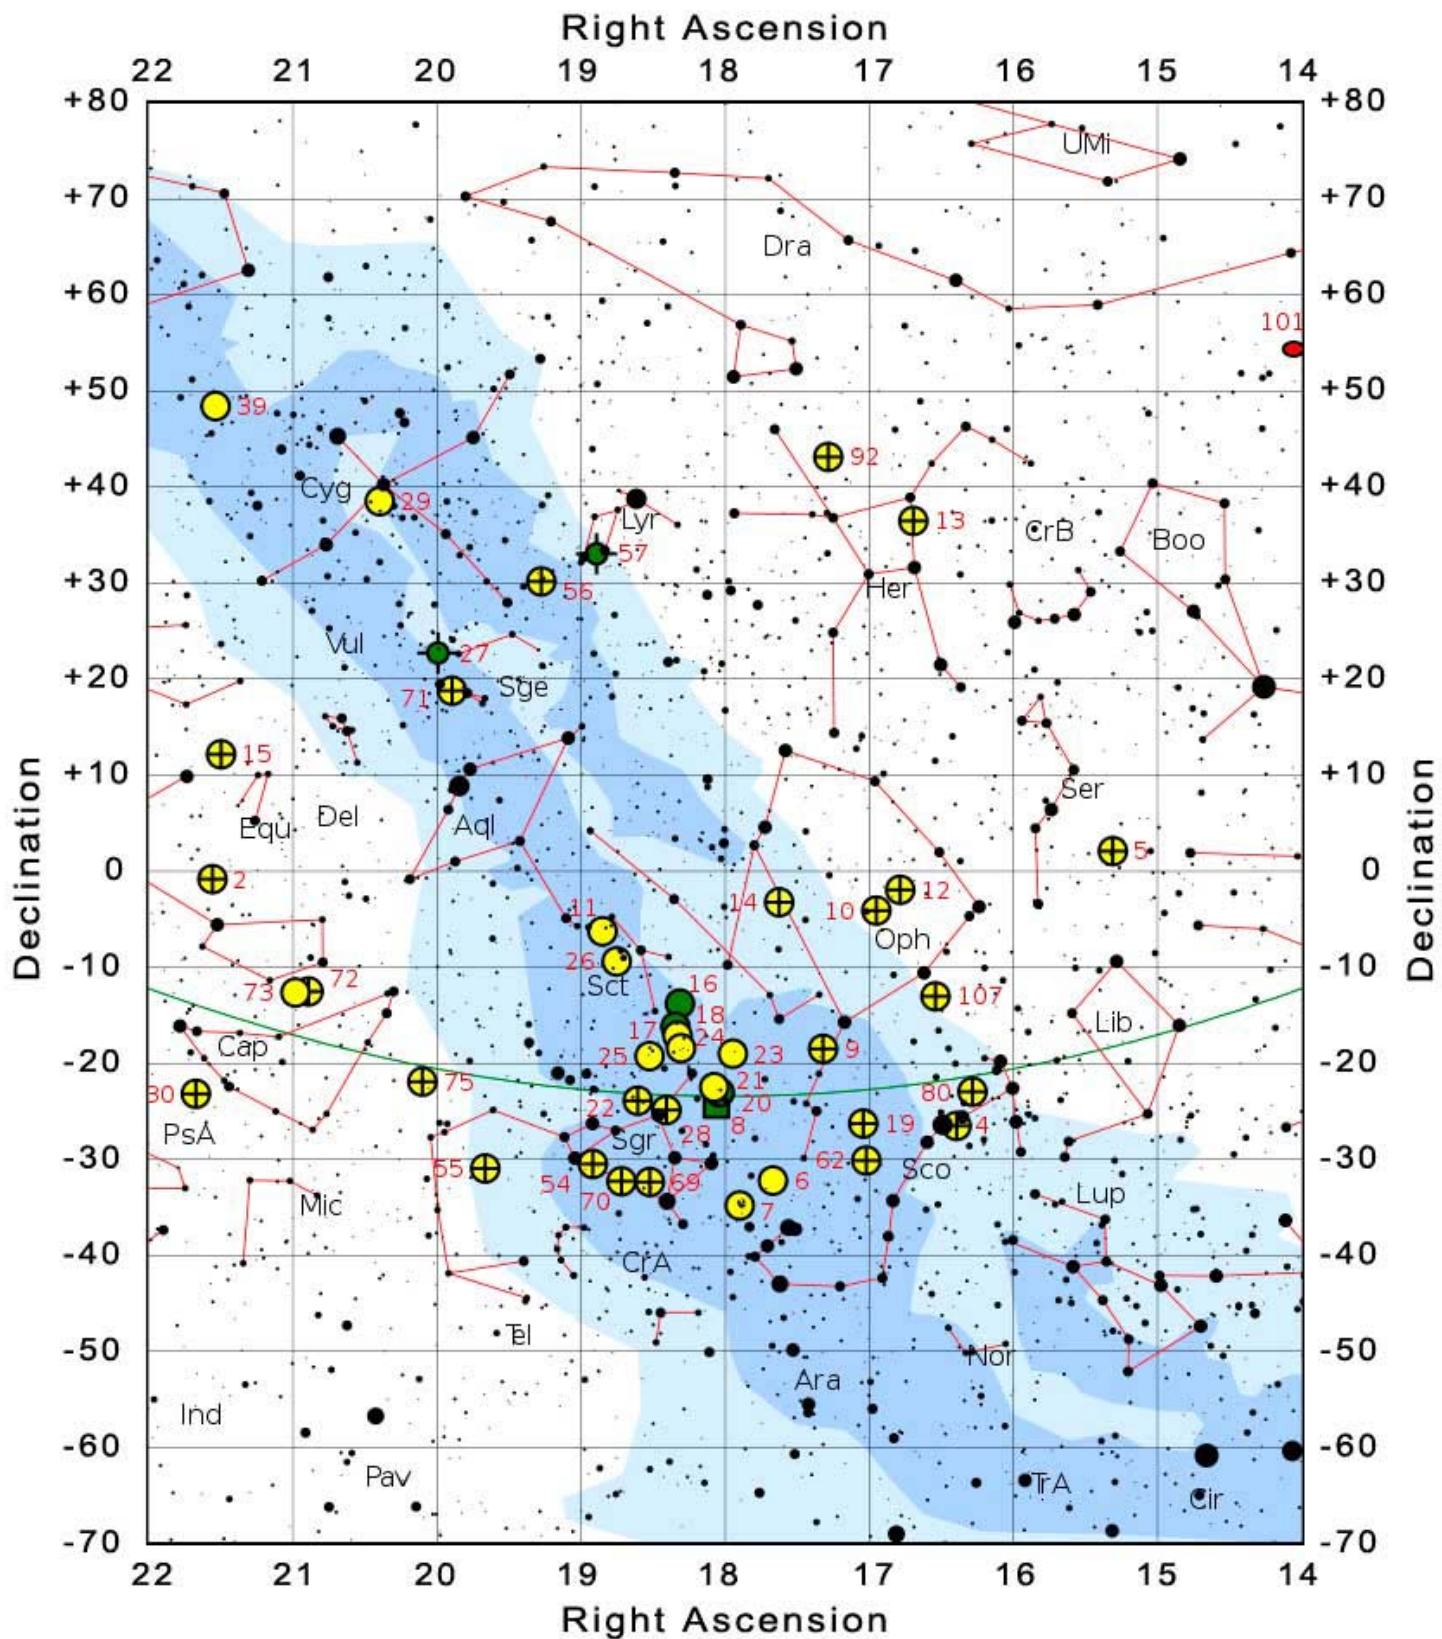 Right Ascension
22 21 20 19 18 17 16 15 14
+80 +80
UMi
+70 +70
Dra
+60 +60
101
+50 +50
39
92
+40 +40
Cyg 29 Lyr 13 CrB Boo
57
+30 +30
56 Her
Vul 27
+20 +20
71 Sge
15
+10 +10
Ser
Equ Del Aql
5
0 0
2 14 10 12
11 Oph
-10 -10
26 Sct 16 107
73 72
17 18 24 Lib
Cap 25 23 9
-20 -20
30 75 22 21 20 80
PsA Sgr 28 8 19 4
-30 -30
55 54 70 69 62 Sco
6 7 Lup
Mic
-40 -40
CrA
Tel
-50 -50
Nor
Ara
Ind
-60 -60
Pav TrA
Cir
-70 -70
22 21 20 19 18 17 16 15 14
Right Ascension
Declination
Declination